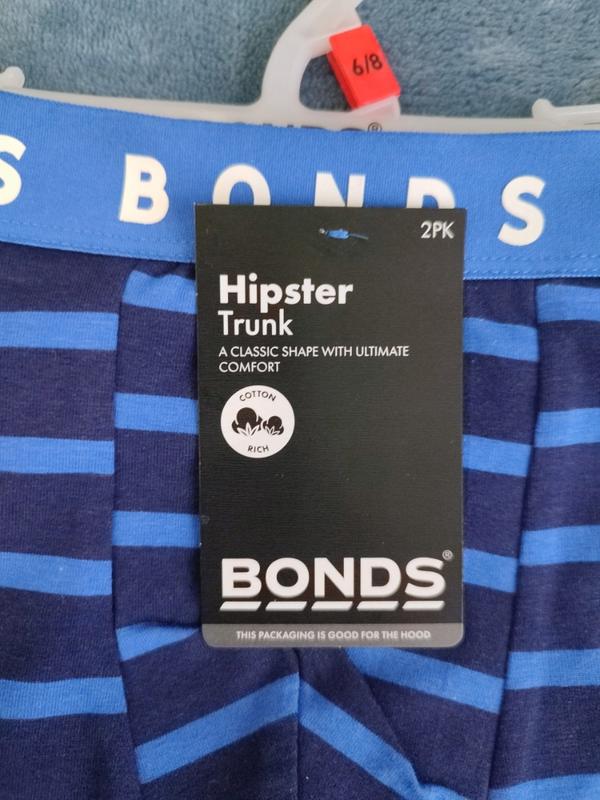 6/8
S BONDS
2PK
Hipster
Trunk
A CLASSIC SHAPE WITH ULTIMATE
COMFORT
COTTON
RICH
BONDS®
THIS PACKAGING IS GOOD FOR THE HOOD